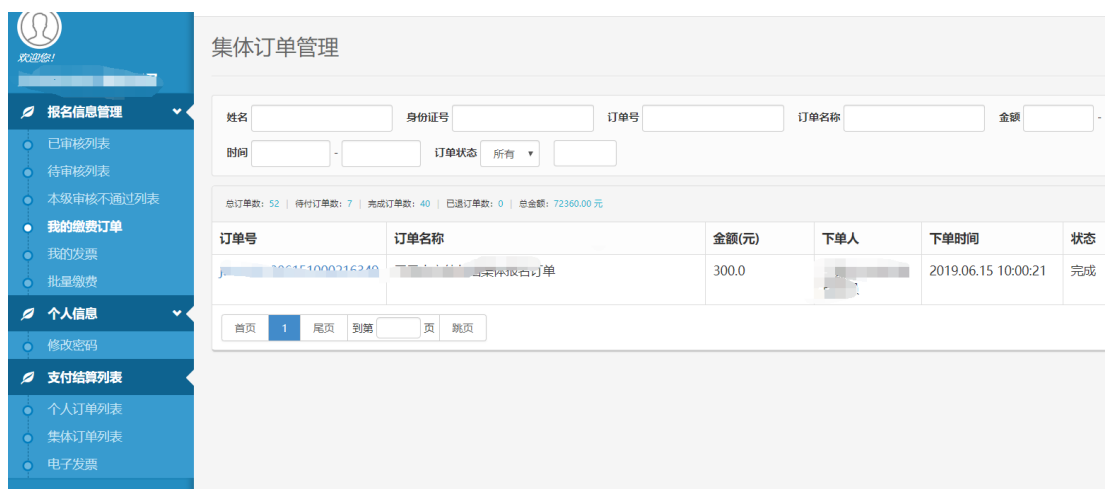 欢迎您!
报名信息管理
已审核列表
待审核列表
本级审核不通过列表
我的缴费订单
我的发票
批量缴费
个人信息
修改密码
支付结算列表
个人订单列表
集体订单列表
电子发票
集体订单管理
姓名 身份证号 订单号 订单名称 金额 -
时间 - 订单状态 所有
总订单数: 52 | 待付订单数: 7 | 完成订单数: 40 | 已退订单数: 0 | 总金额: 72360.00 元
订单号 订单名称 金额(元) 下单人 下单时间 状态
集体报名订单 300.0 2019.06.15 10:00:21 完成
首页 1 尾页 到第 页 跳页